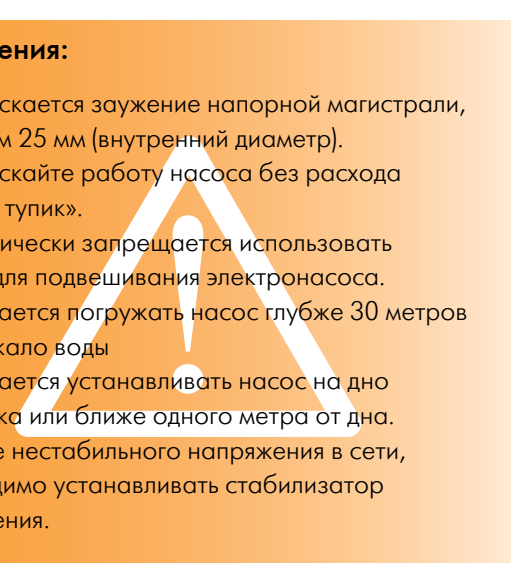 ения:
скается заужение напорной магистрали,
м 25 мм (внутренний диаметр).
скайте работу насоса без расхода
тупик».
ически запрещается использовать
для подвешивания электронасоса.
ается погружать насос глубже 30 метров
кало воды
ается устанавливать насос на дно
ка или ближе одного метра от дна.
е нестабильного напряжения в сети,
димо устанавливать стабилизатор
ения.